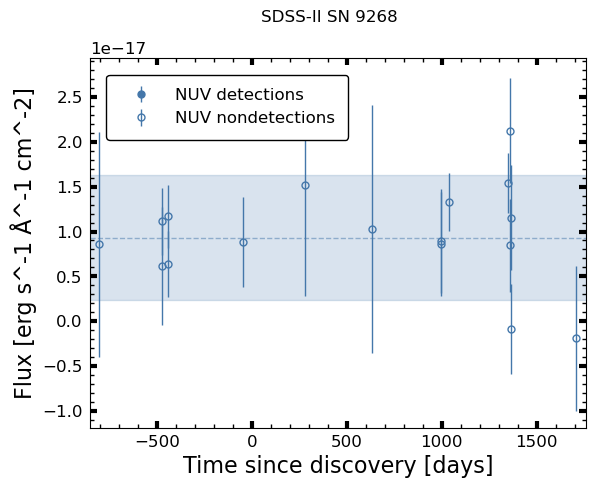 SDSS-II SN 9268
1e−17
NUV detections
NUV nondetections
2.5
2.0
1.5
1.0
0.5
0.0
−0.5
−1.0
Flux [erg s^-1 Å^-1 cm^-2]
−500 0 500 1000 1500
Time since discovery [days]